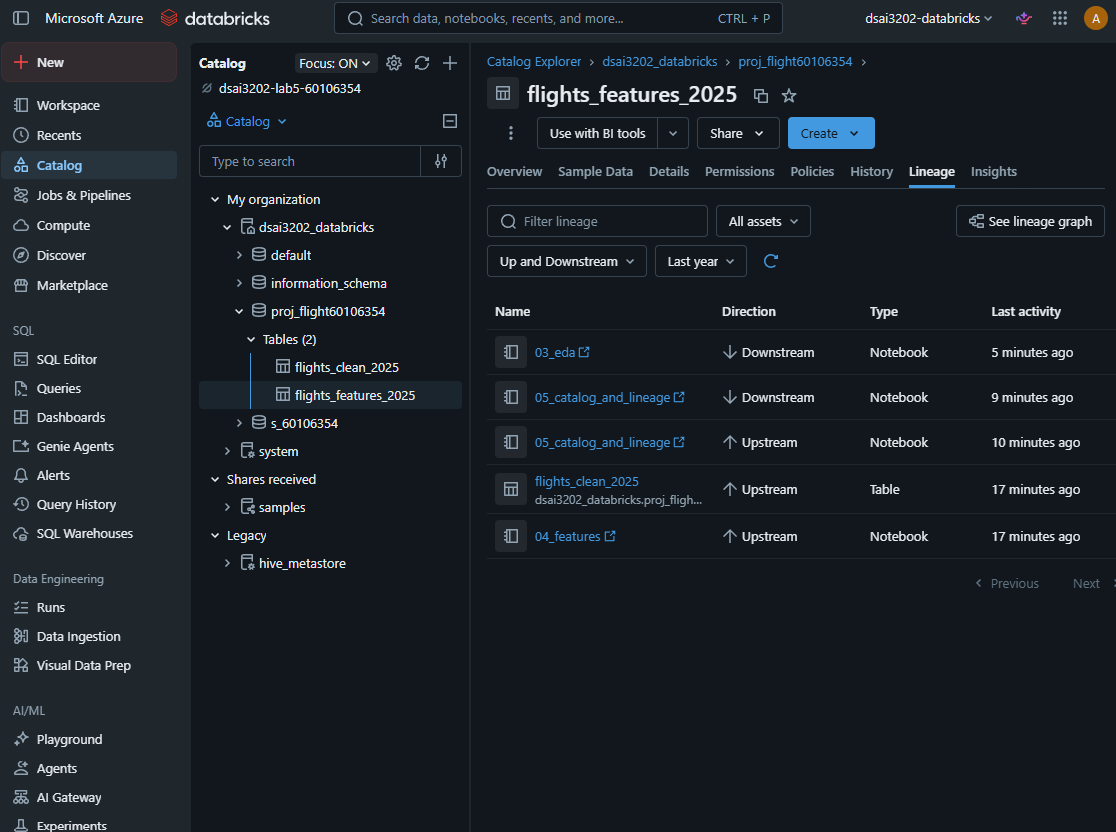 Microsoft Azure
databricks
Search data, notebooks, recents, and more...
CTRL + P
dsai3202-databricks
A
New
Workspace
Recents
Catalog
Jobs & Pipelines
Compute
Discover
Marketplace
SQL
SQL Editor
Queries
Dashboards
Genie Agents
Alerts
Query History
SQL Warehouses
Data Engineering
Runs
Data Ingestion
Visual Data Prep
AI/ML
Playground
Agents
AI Gateway
Experiments
Catalog
Focus: ON
dsai3202-lab5-60106354
Catalog
Type to search
My organization
dsai3202_databricks
default
information_schema
proj_flight60106354
Tables (2)
flights_clean_2025
flights_features_2025
s_60106354
system
Shares received
samples
Legacy
hive_metastore
Catalog Explorer > dsai3202_databricks > proj_flight60106354 >
flights_features_2025
Use with BI tools
Share
Create
Overview Sample Data Details Permissions Policies History Lineage Insights
Filter lineage
All assets
See lineage graph
Up and Downstream
Last year
Name Direction Type Last activity
03_eda Downstream Notebook 5 minutes ago
05_catalog_and_lineage Downstream Notebook 9 minutes ago
05_catalog_and_lineage Upstream Notebook 10 minutes ago
flights_clean_2025 Upstream Table 17 minutes ago
dsai3202_databricks.proj_fligh...
04_features Upstream Notebook 17 minutes ago
Previous Next